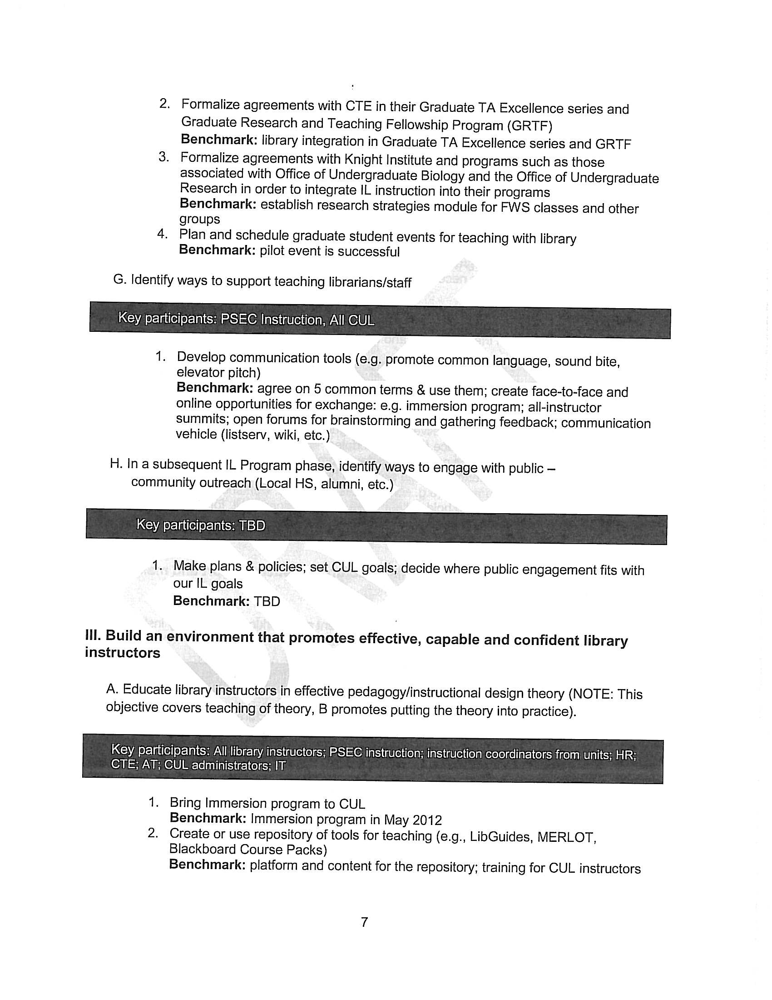 2. Formalize agreements with CTE in their Graduate TA Excellence series and
Graduate Research and Teaching Fellowship Program (GRTF)
Benchmark: library integration in Graduate TA Excellence series and GRTF
3. Formalize agreements with Knight Institute and programs such as those
associated with Office of Undergraduate Biology and the Office of Undergraduate
Research in order to integrate IL instruction into their programs
Benchmark: establish research strategies module for FWS classes and other
groups
4. Plan and schedule graduate student events for teaching with library
Benchmark: pilot event is successful
G. Identify ways to support teaching librarians/staff
Key participants: PSEC Instruction, All CUL
1. Develop communication tools (e.g. promote common language, sound bite,
elevator pitch)
Benchmark: agree on 5 common terms & use them; create face-to-face and
online opportunities for exchange: e.g. immersion program; all-instructor
summits; open forums for brainstorming and gathering feedback; communication
vehicle (listserv, wiki, etc.)
H. In a subsequent IL Program phase, identify ways to engage with public –
community outreach (Local HS, alumni, etc.)
Key participants: TBD
1. Make plans & policies; set CUL goals; decide where public engagement fits with
our IL goals
Benchmark: TBD
III. Build an environment that promotes effective, capable and confident library
instructors
A. Educate library instructors in effective pedagogy/instructional design theory (NOTE: This
objective covers teaching of theory, B promotes putting the theory into practice).
Key participants: All library instructors; PSEC instruction; instruction coordinators from units; HR;
CTE; AT; CUL administrators; IT
1. Bring Immersion program to CUL
Benchmark: Immersion program in May 2012
2. Create or use repository of tools for teaching (e.g., LibGuides, MERLOT,
Blackboard Course Packs)
Benchmark: platform and content for the repository; training for CUL instructors
7
DRAFT